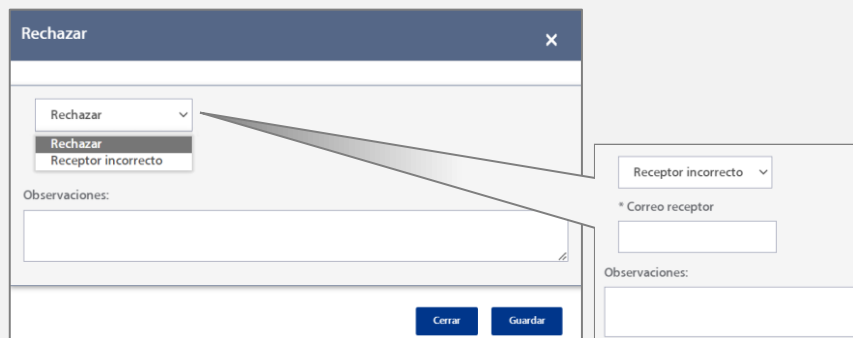 Rechazar
Rechazar
Rechazar
Receptor incorrecto
Observaciones:
Cerrar
Guardar
Receptor incorrecto
* Correo receptor
Observaciones: